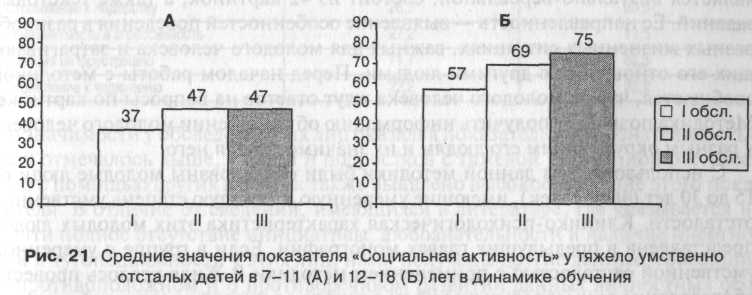 А
Б
90
80
70
60
50
40
30
20
10
0
37
47
47
I
II
III
90
80
70
60
50
40
30
20
10
0
57
69
75
I
II
III
I обсл.
II обсл.
III обсл.
Рис. 21. Средние значения показателя «Социальная активность» у тяжело умственно
отсталых детей в 7–11 (А) и 12–18 (Б) лет в динамике обучения